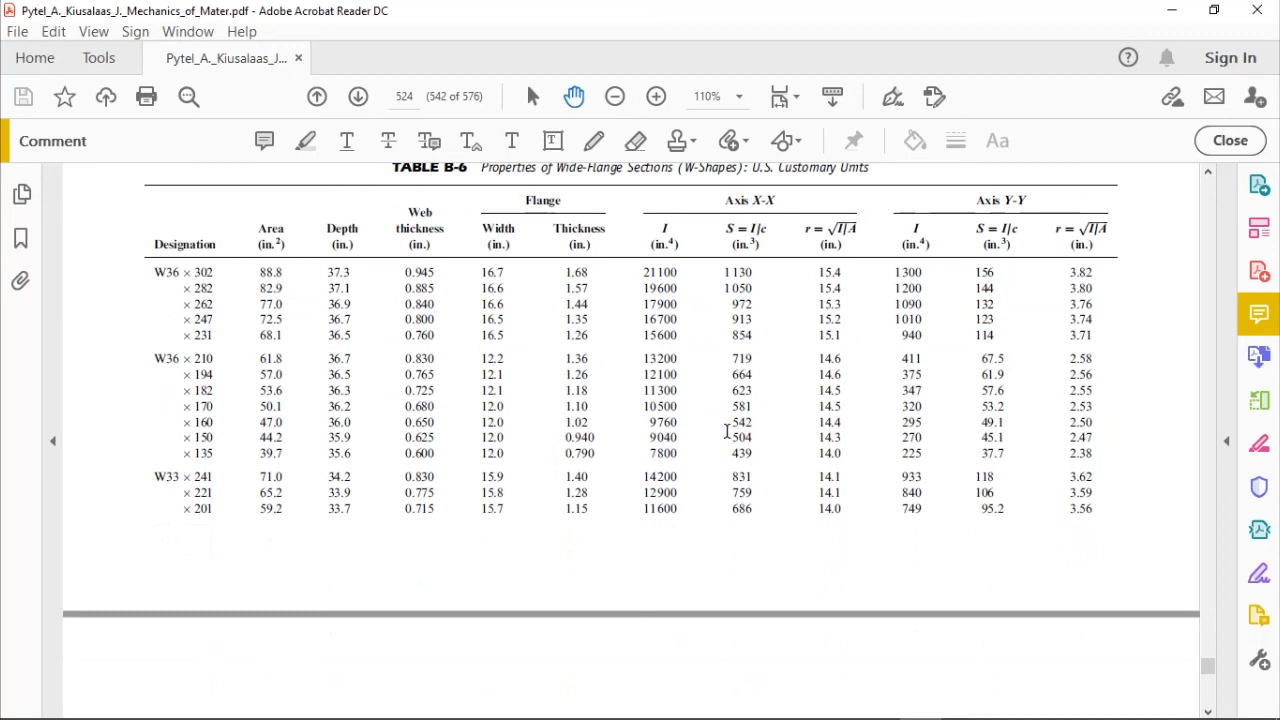 Pytel_A._Kiusalaas_J._Mechanics_of_Mater.pdf - Adobe Acrobat Reader DC
File Edit View Sign Window Help
Home Tools Pytel_A._Kiusalaas_J... × Sign In
524 (542 of 576) 110%
Comment Close
TABLE B-6 Properties of Wide-Flange Sections (W-Shapes): U.S. Customary Units
Flange Axis X-X Axis Y-Y
Web
Area Depth thickness Width Thickness I S = I/c r = √I/A I S = I/c r = √I/A
Designation (in.²) (in.) (in.) (in.) (in.) (in.⁴) (in.³) (in.) (in.⁴) (in.³) (in.)
W36 × 302 88.8 37.3 0.945 16.7 1.68 21100 1130 15.4 1300 156 3.82
× 282 82.9 37.1 0.885 16.6 1.57 19600 1050 15.4 1200 144 3.80
× 262 77.0 36.9 0.840 16.6 1.44 17900 972 15.3 1090 132 3.76
× 247 72.5 36.7 0.800 16.5 1.35 16700 913 15.2 1010 123 3.74
× 231 68.1 36.5 0.760 16.5 1.26 15600 854 15.1 940 114 3.71
W36 × 210 61.8 36.7 0.830 12.2 1.36 13200 719 14.6 411 67.5 2.58
× 194 57.0 36.5 0.765 12.1 1.26 12100 664 14.6 375 61.9 2.56
× 182 53.6 36.3 0.725 12.1 1.18 11300 623 14.5 347 57.6 2.55
× 170 50.1 36.2 0.680 12.0 1.10 10500 581 14.5 320 53.2 2.53
× 160 47.0 36.0 0.650 12.0 1.02 9760 542 14.4 295 49.1 2.50
× 150 44.2 35.9 0.625 12.0 0.940 9040 504 14.3 270 45.1 2.47
× 135 39.7 35.6 0.600 12.0 0.790 7800 439 14.0 225 37.7 2.38
W33 × 241 71.0 34.2 0.830 15.9 1.40 14200 831 14.1 933 118 3.62
× 221 65.2 33.9 0.775 15.8 1.28 12900 759 14.1 840 106 3.59
× 201 59.2 33.7 0.715 15.7 1.15 11600 686 14.0 749 95.2 3.56